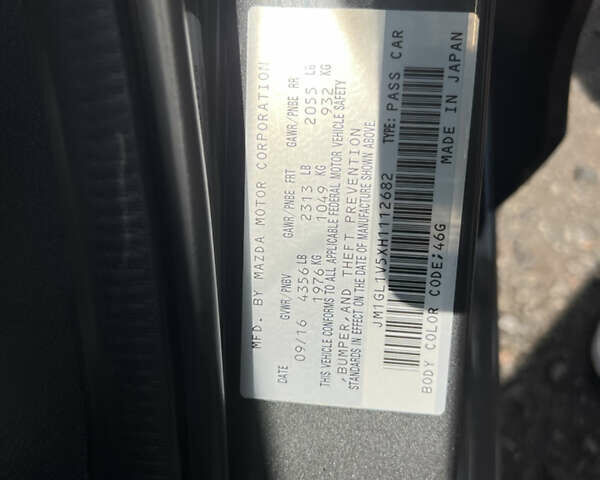 MFD. BY MAZDA MOTOR CORPORATION
DATE GVWR/PNBV GAWR/PNBE FRT GAWR/PNBE RR
09/16 4356 LB 2313 LB 2055 LB
1976 KG 1049 KG 932 KG
THIS VEHICLE CONFORMS TO ALL APPLICABLE FEDERAL MOTOR VEHICLE SAFETY
,BUMPER,AND THEFT PREVENTION
STANDARDS IN EFFECT ON THE DATE OF MANUFACTURE SHOWN ABOVE.
JM1GL1V5XH1112682 TYPE: PASS CAR
BODY COLOR CODE;46G MADE IN JAPAN